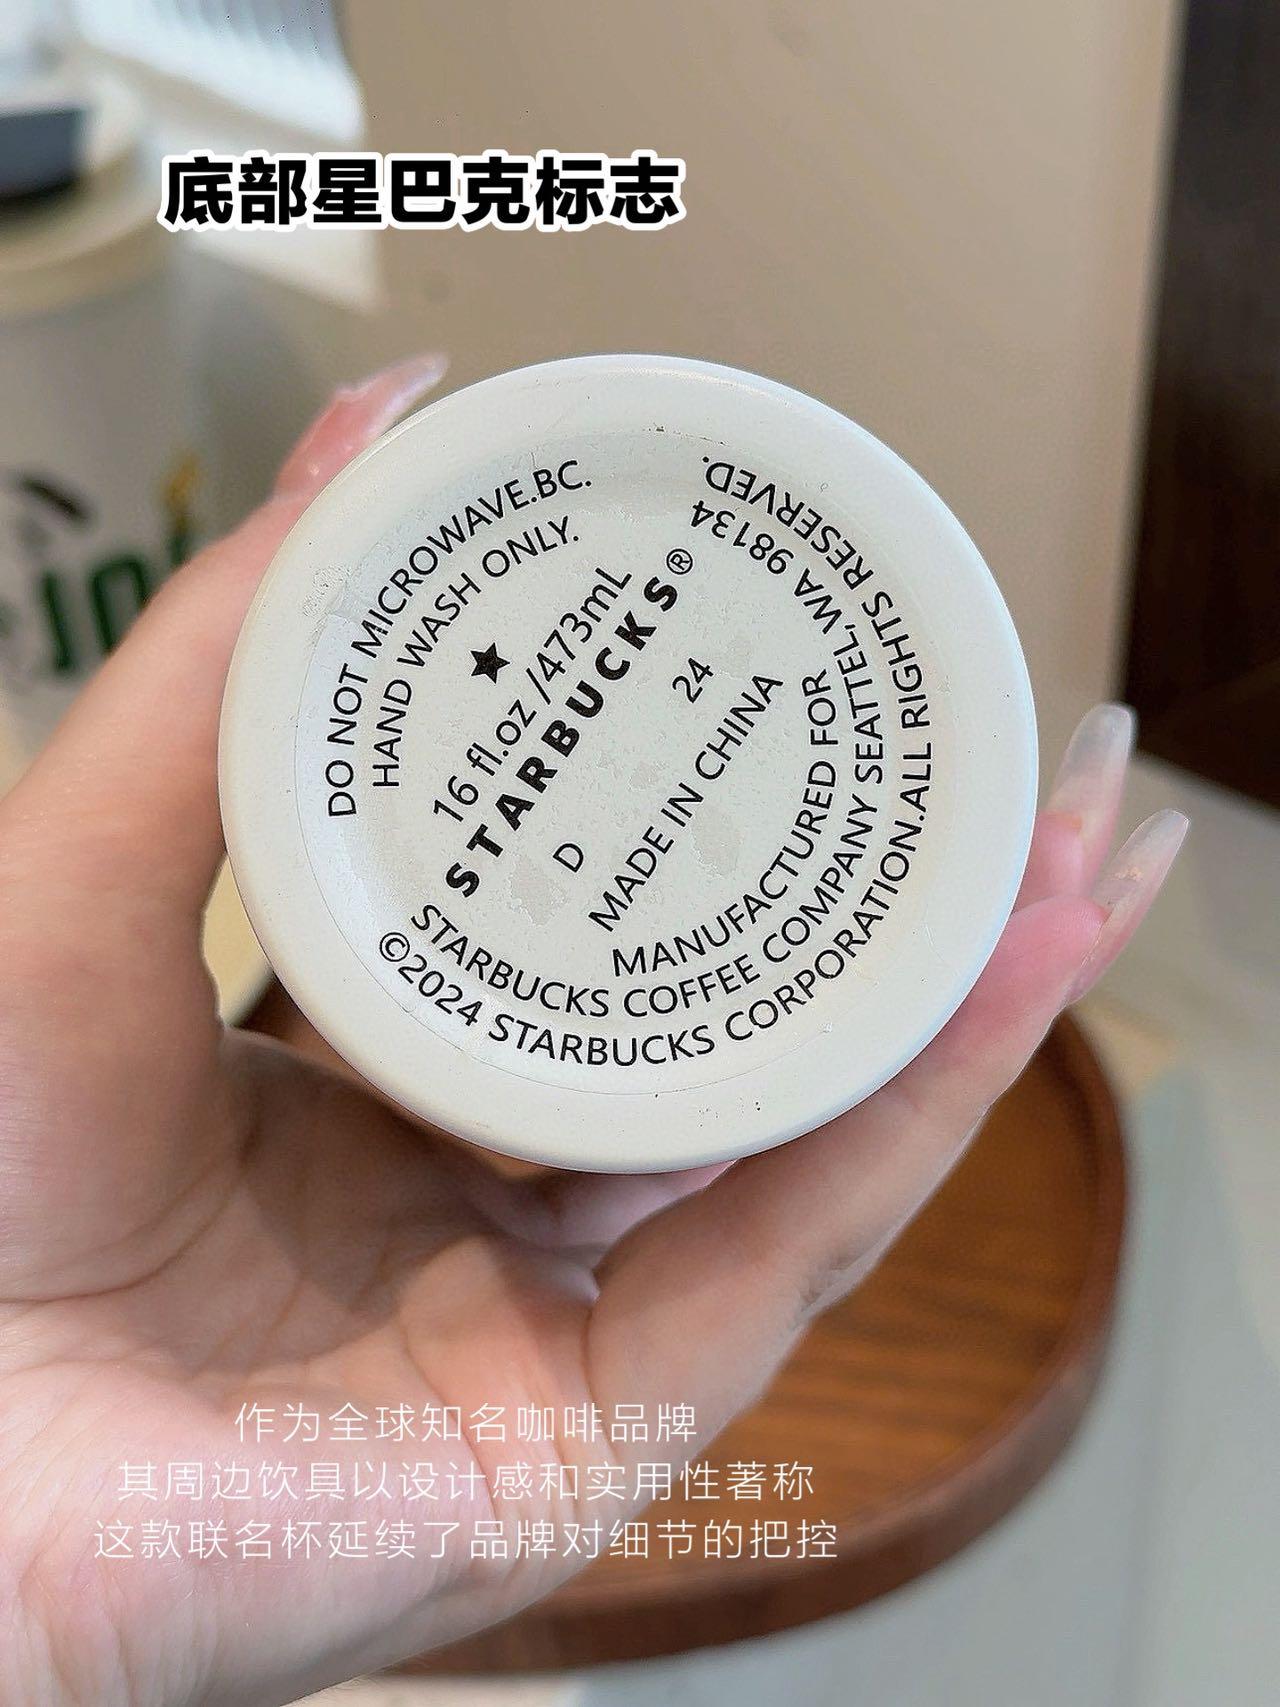 底部星巴克标志
DO NOT MICROWAVE.BC.
HAND WASH ONLY.
★
16 fl.oz /473mL
STARBUCKS®
D 24
MADE IN CHINA
MANUFACTURED FOR
STARBUCKS COFFEE COMPANY SEATTEL,WA 98134
©2024 STARBUCKS CORPORATION.ALL RIGHTS RESERVED.
作为全球知名咖啡品牌
其周边饮具以设计感和实用性著称
这款联名杯延续了品牌对细节的把控